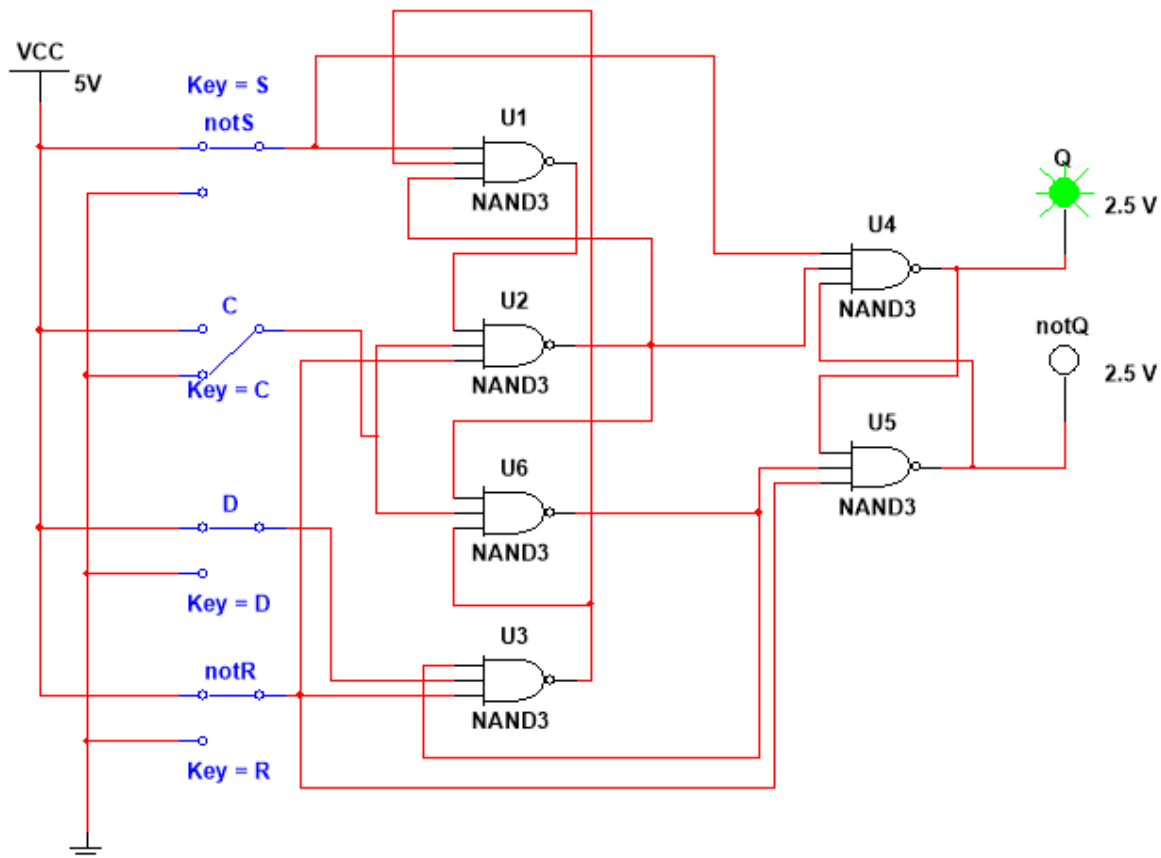 VCC
5V
Key = S
notS
U1
NAND3
Q
2.5 V
U4
NAND3
C
Key = C
U2
NAND3
notQ
2.5 V
U5
NAND3
U6
NAND3
D
Key = D
U3
NAND3
notR
Key = R